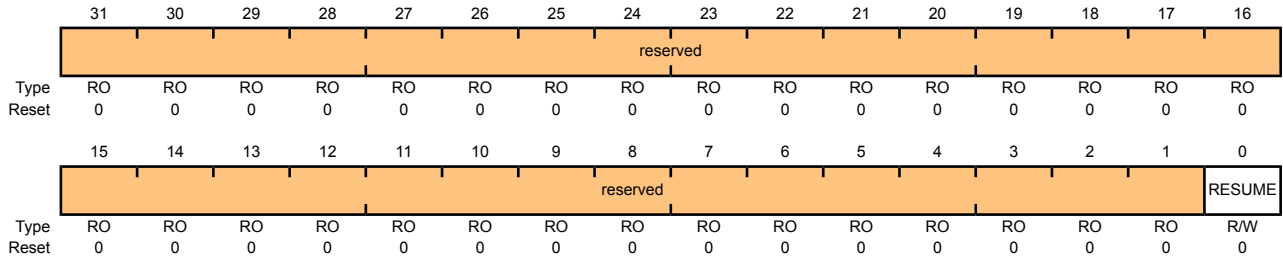 31 30 29 28 27 26 25 24 23 22 21 20 19 18 17 16
reserved
Type RO RO RO RO RO RO RO RO RO RO RO RO RO RO RO RO
Reset 0 0 0 0 0 0 0 0 0 0 0 0 0 0 0 0
15 14 13 12 11 10 9 8 7 6 5 4 3 2 1 0
reserved RESUME
Type RO RO RO RO RO RO RO RO RO RO RO RO RO RO RO R/W
Reset 0 0 0 0 0 0 0 0 0 0 0 0 0 0 0 0